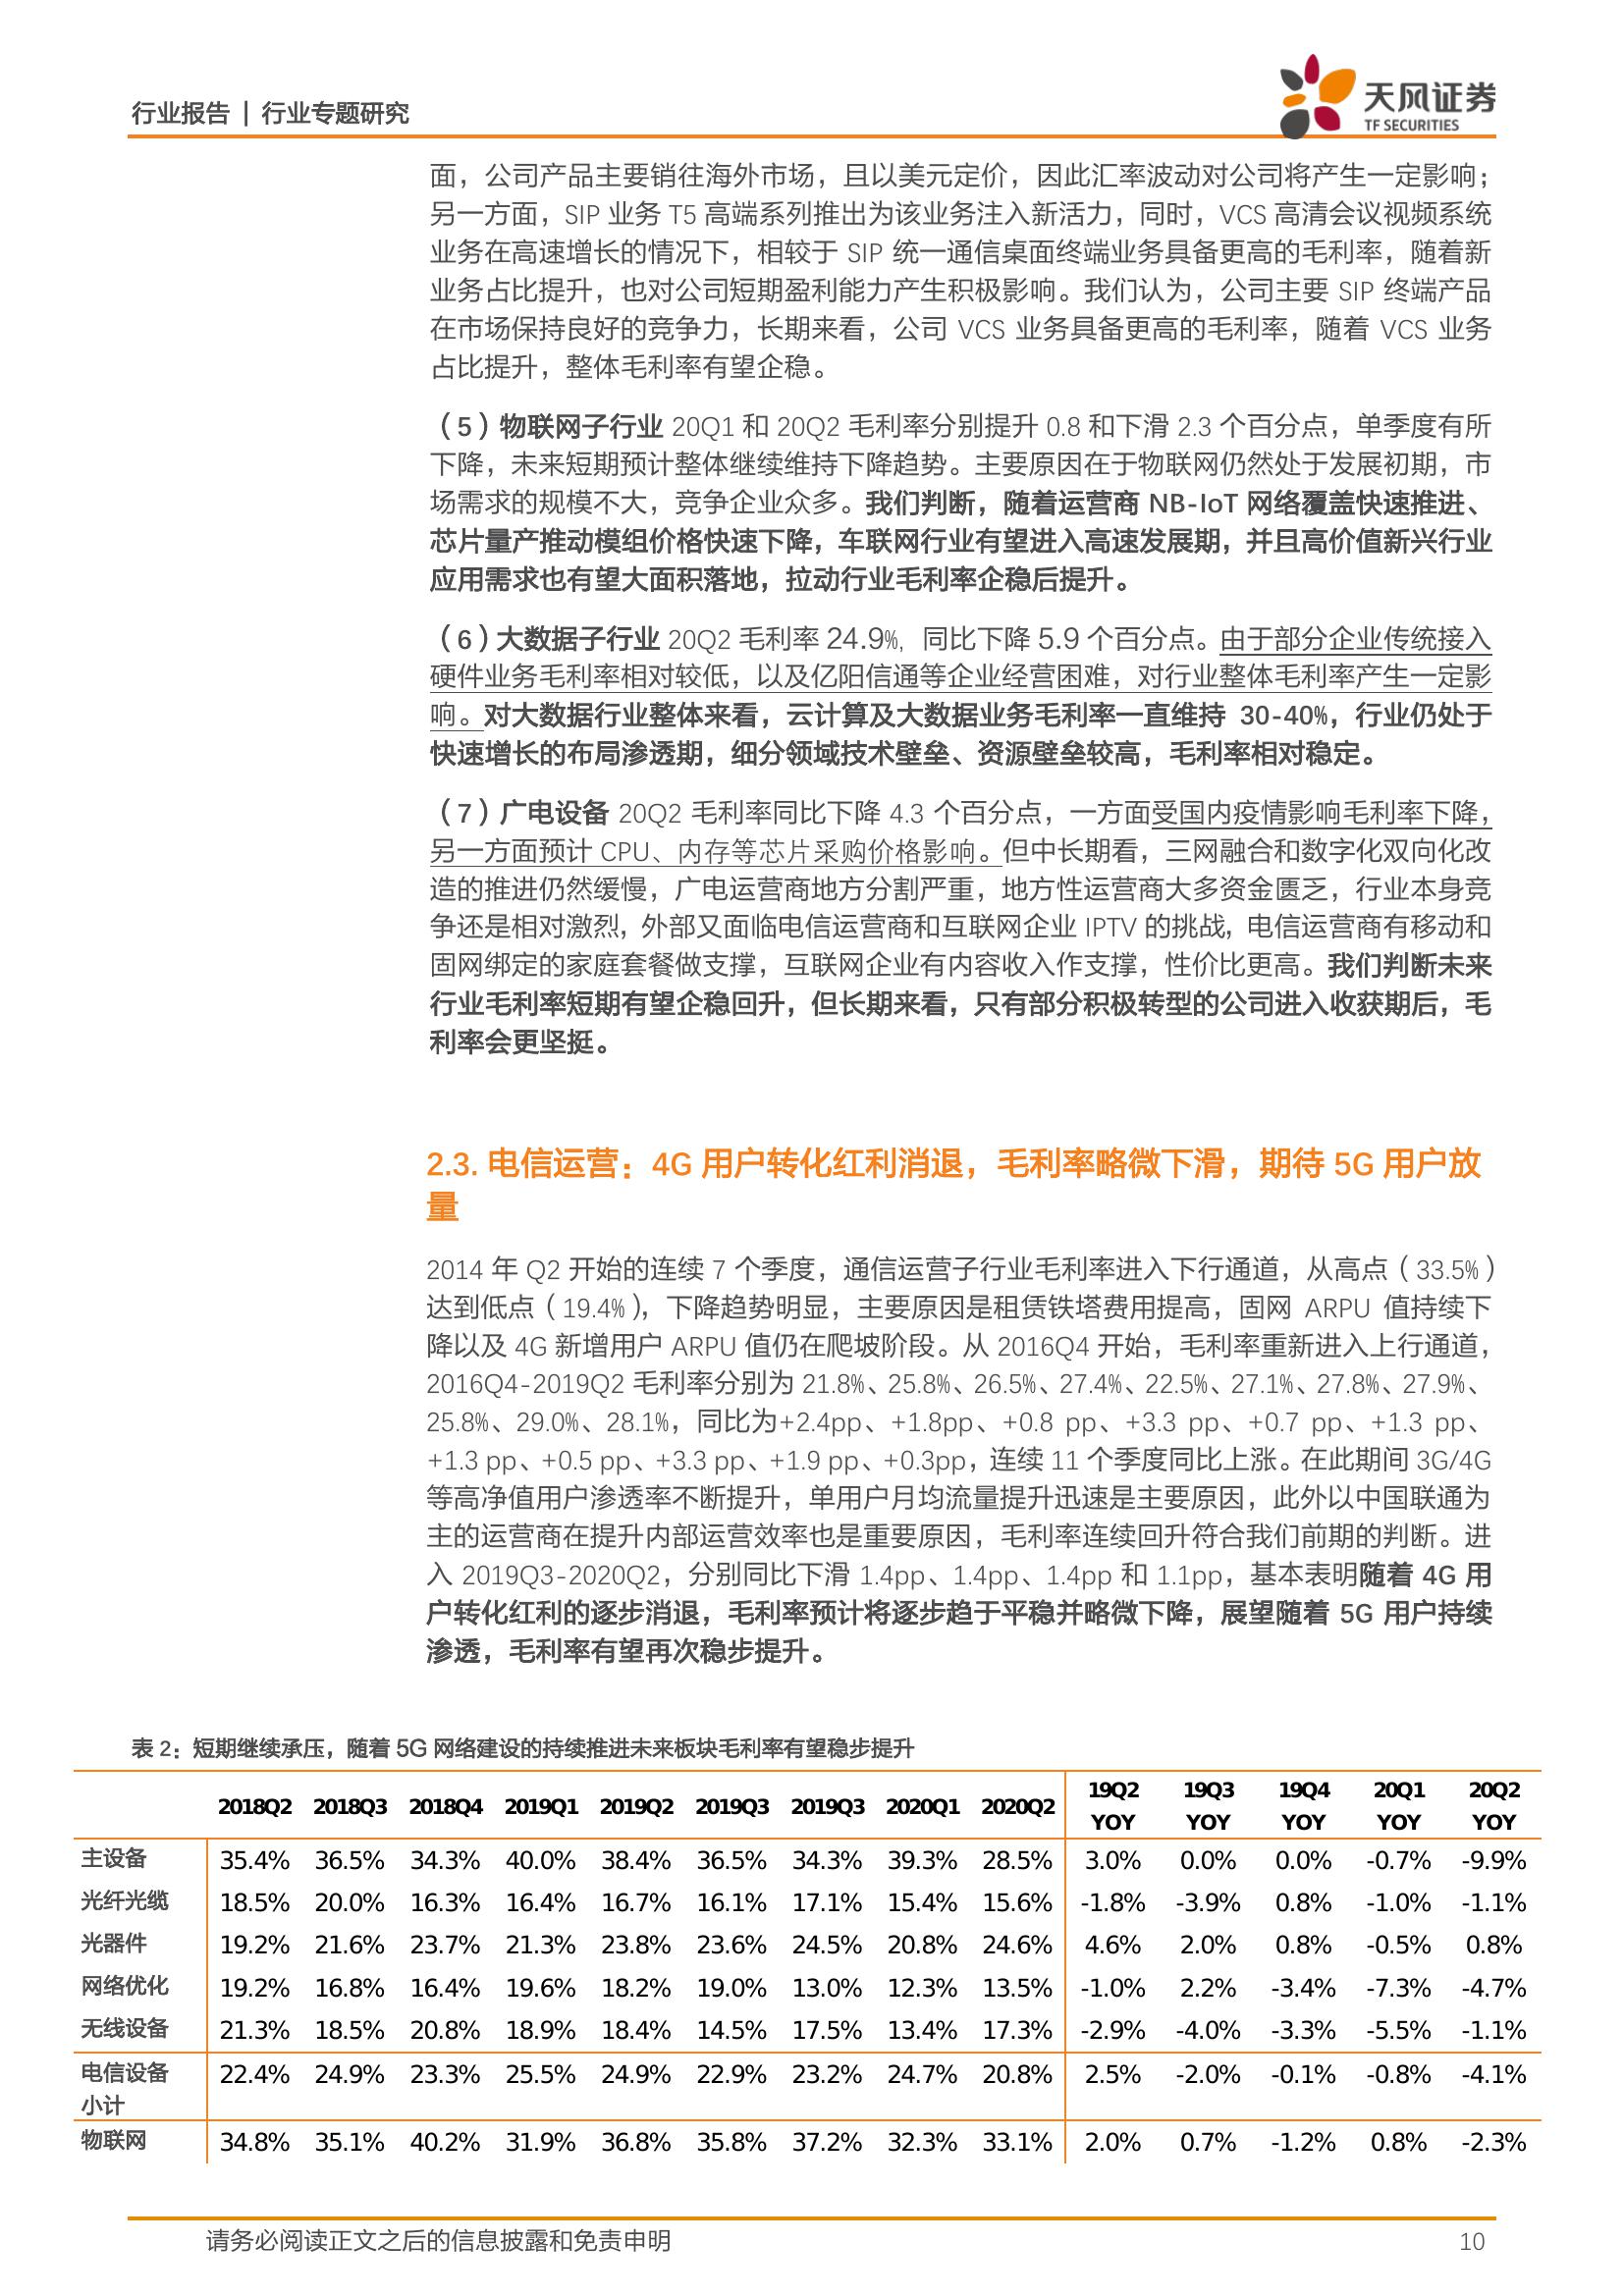 行业报告 | 行业专题研究
天风证券
TF SECURITIES
面，公司产品主要销往海外市场，且以美元定价，因此汇率波动对公司将产生一定影响；
另一方面，SIP 业务 T5 高端系列推出为该业务注入新活力，同时，VCS 高清会议视频系统
业务在高速增长的情况下，相较于 SIP 统一通信桌面终端业务具备更高的毛利率，随着新
业务占比提升，也对公司短期盈利能力产生积极影响。我们认为，公司主要 SIP 终端产品
在市场保持良好的竞争力，长期来看，公司 VCS 业务具备更高的毛利率，随着 VCS 业务
占比提升，整体毛利率有望企稳。
（5）物联网子行业 20Q1 和 20Q2 毛利率分别提升 0.8 和下滑 2.3 个百分点，单季度有所
下降，未来短期预计整体继续维持下降趋势。主要原因在于物联网仍然处于发展初期，市
场需求的规模不大，竞争企业众多。我们判断，随着运营商 NB-IoT 网络覆盖快速推进、
芯片量产推动模组价格快速下降，车联网行业有望进入高速发展期，并且高价值新兴行业
应用需求也有望大面积落地，拉动行业毛利率企稳后提升。
（6）大数据子行业 20Q2 毛利率 24.9%，同比下降 5.9 个百分点。由于部分企业传统接入
硬件业务毛利率相对较低，以及亿阳信通等企业经营困难，对行业整体毛利率产生一定影
响。对大数据行业整体来看，云计算及大数据业务毛利率一直维持 30-40%，行业仍处于
快速增长的布局渗透期，细分领域技术壁垒、资源壁垒较高，毛利率相对稳定。
（7）广电设备 20Q2 毛利率同比下降 4.3 个百分点，一方面受国内疫情影响毛利率下降，
另一方面预计 CPU、内存等芯片采购价格影响。但中长期看，三网融合和数字化双向化改
造的推进仍然缓慢，广电运营商地方分割严重，地方性运营商大多资金匮乏，行业本身竞
争还是相对激烈，外部又面临电信运营商和互联网企业 IPTV 的挑战，电信运营商有移动和
固网绑定的家庭套餐做支撑，互联网企业有内容收入作支撑，性价比更高。我们判断未来
行业毛利率短期有望企稳回升，但长期来看，只有部分积极转型的公司进入收获期后，毛
利率会更坚挺。
2.3. 电信运营：4G 用户转化红利消退，毛利率略微下滑，期待 5G 用户放
量
2014 年 Q2 开始的连续 7 个季度，通信运营子行业毛利率进入下行通道，从高点（33.5%）
达到低点（19.4%），下降趋势明显，主要原因是租赁铁塔费用提高，固网 ARPU 值持续下
降以及 4G 新增用户 ARPU 值仍在爬坡阶段。从 2016Q4 开始，毛利率重新进入上行通道，
2016Q4-2019Q2 毛利率分别为 21.8%、25.8%、26.5%、27.4%、22.5%、27.1%、27.8%、27.9%、
25.8%、29.0%、28.1%，同比为+2.4pp、+1.8pp、+0.8 pp、+3.3 pp、+0.7 pp、+1.3 pp、
+1.3 pp、+0.5 pp、+3.3 pp、+1.9 pp、+0.3pp，连续 11 个季度同比上涨。在此期间 3G/4G
等高净值用户渗透率不断提升，单用户月均流量提升迅速是主要原因，此外以中国联通为
主的运营商在提升内部运营效率也是重要原因，毛利率连续回升符合我们前期的判断。进
入 2019Q3-2020Q2，分别同比下滑 1.4pp、1.4pp、1.4pp 和 1.1pp，基本表明随着 4G 用
户转化红利的逐步消退，毛利率预计将逐步趋于平稳并略微下降，展望随着 5G 用户持续
渗透，毛利率有望再次稳步提升。
表 2：短期继续承压，随着 5G 网络建设的持续推进未来板块毛利率有望稳步提升
2018Q2 2018Q3 2018Q4 2019Q1 2019Q2 2019Q3 2019Q3 2020Q1 2020Q2 19Q2 19Q3 19Q4 20Q1 20Q2
YOY YOY YOY YOY YOY
主设备 35.4% 36.5% 34.3% 40.0% 38.4% 36.5% 34.3% 39.3% 28.5% 3.0% 0.0% 0.0% -0.7% -9.9%
光纤光缆 18.5% 20.0% 16.3% 16.4% 16.7% 16.1% 17.1% 15.4% 15.6% -1.8% -3.9% 0.8% -1.0% -1.1%
光器件 19.2% 21.6% 23.7% 21.3% 23.8% 23.6% 24.5% 20.8% 24.6% 4.6% 2.0% 0.8% -0.5% 0.8%
网络优化 19.2% 16.8% 16.4% 19.6% 18.2% 19.0% 13.0% 12.3% 13.5% -1.0% 2.2% -3.4% -7.3% -4.7%
无线设备 21.3% 18.5% 20.8% 18.9% 18.4% 14.5% 17.5% 13.4% 17.3% -2.9% -4.0% -3.3% -5.5% -1.1%
电信设备 22.4% 24.9% 23.3% 25.5% 24.9% 22.9% 23.2% 24.7% 20.8% 2.5% -2.0% -0.1% -0.8% -4.1%
小计
物联网 34.8% 35.1% 40.2% 31.9% 36.8% 35.8% 37.2% 32.3% 33.1% 2.0% 0.7% -1.2% 0.8% -2.3%
请务必阅读正文之后的信息披露和免责申明 10